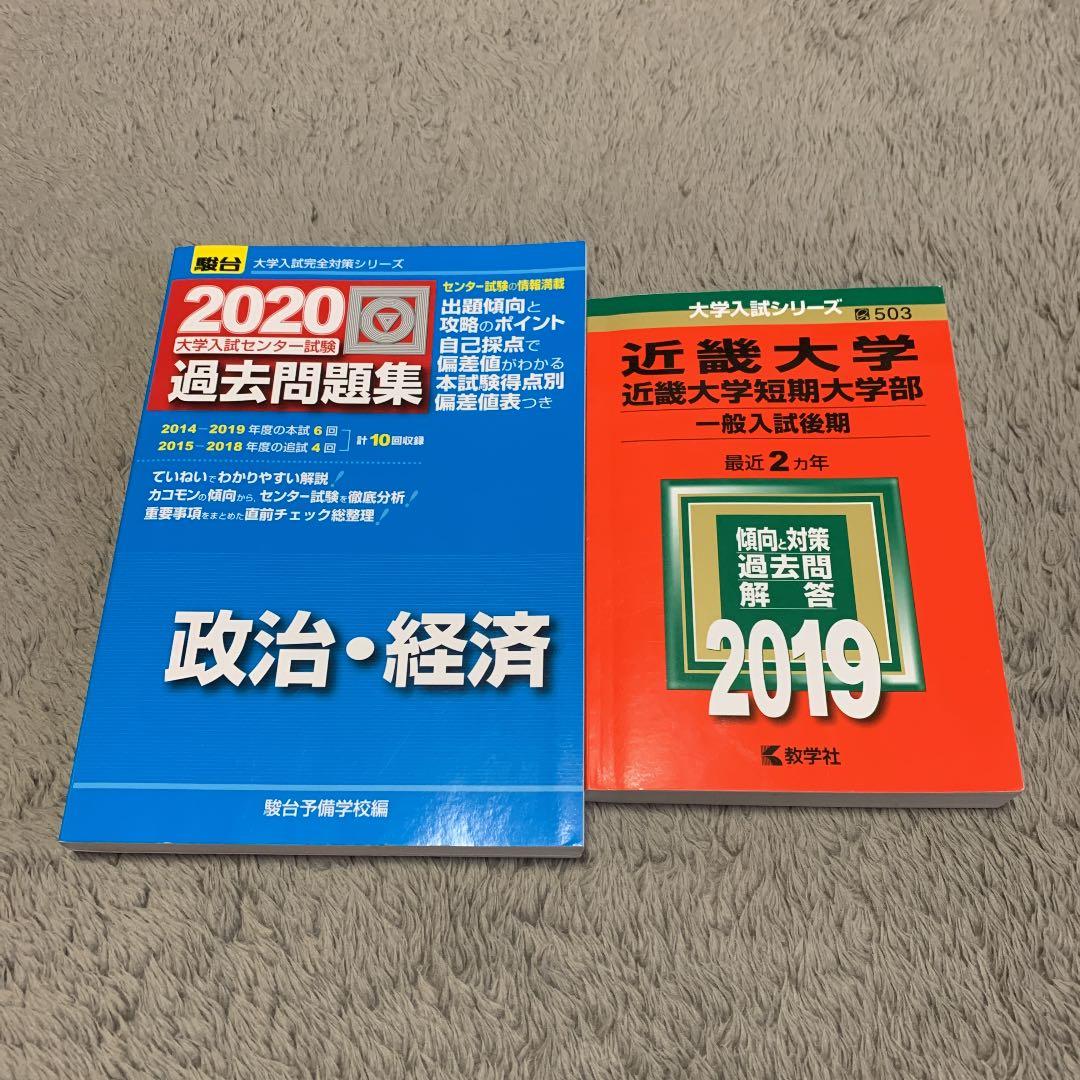 駿台 大学入試完全対策シリーズ
2020
大学入試センター試験
過去問題集
センター試験の情報満載
出題傾向と
攻略のポイント
自己採点で
偏差値がわかる
本試験得点別
偏差値表つき
2014－2019年度の本試6回
2015－2018年度の追試4回
計10回収録
ていねいでわかりやすい解説!
カコモンの傾向から、センター試験を徹底分析!
重要事項をまとめた直前チェック総整理!
政治・経済
駿台予備学校編
大学入試シリーズ 503
近畿大学
近畿大学短期大学部
一般入試後期
最近2カ年
傾向と対策
過去問
解答
2019
教学社